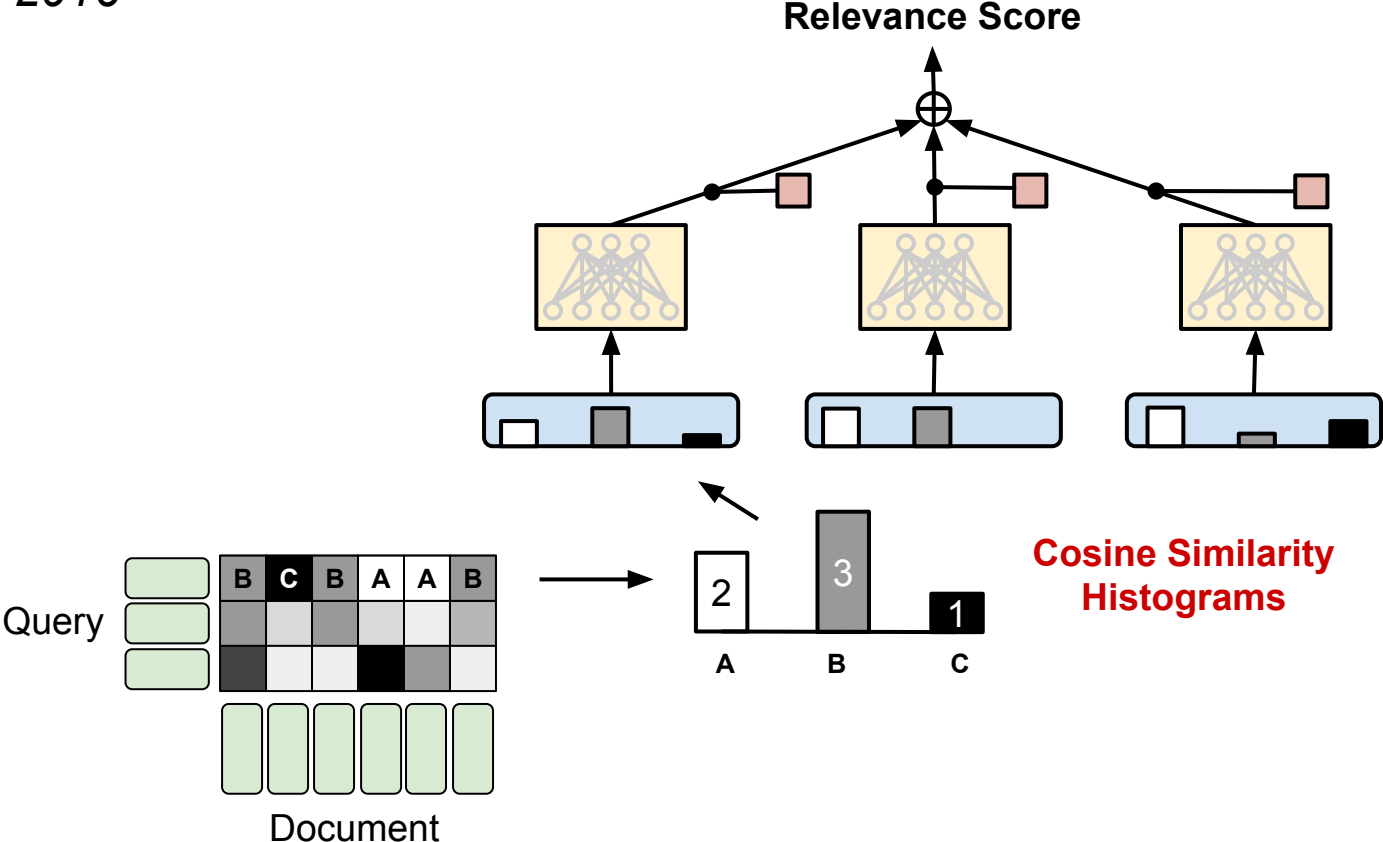 Relevance Score
B C B A A B
Query
2 3 1
A B C
Cosine Similarity
Histograms
Document